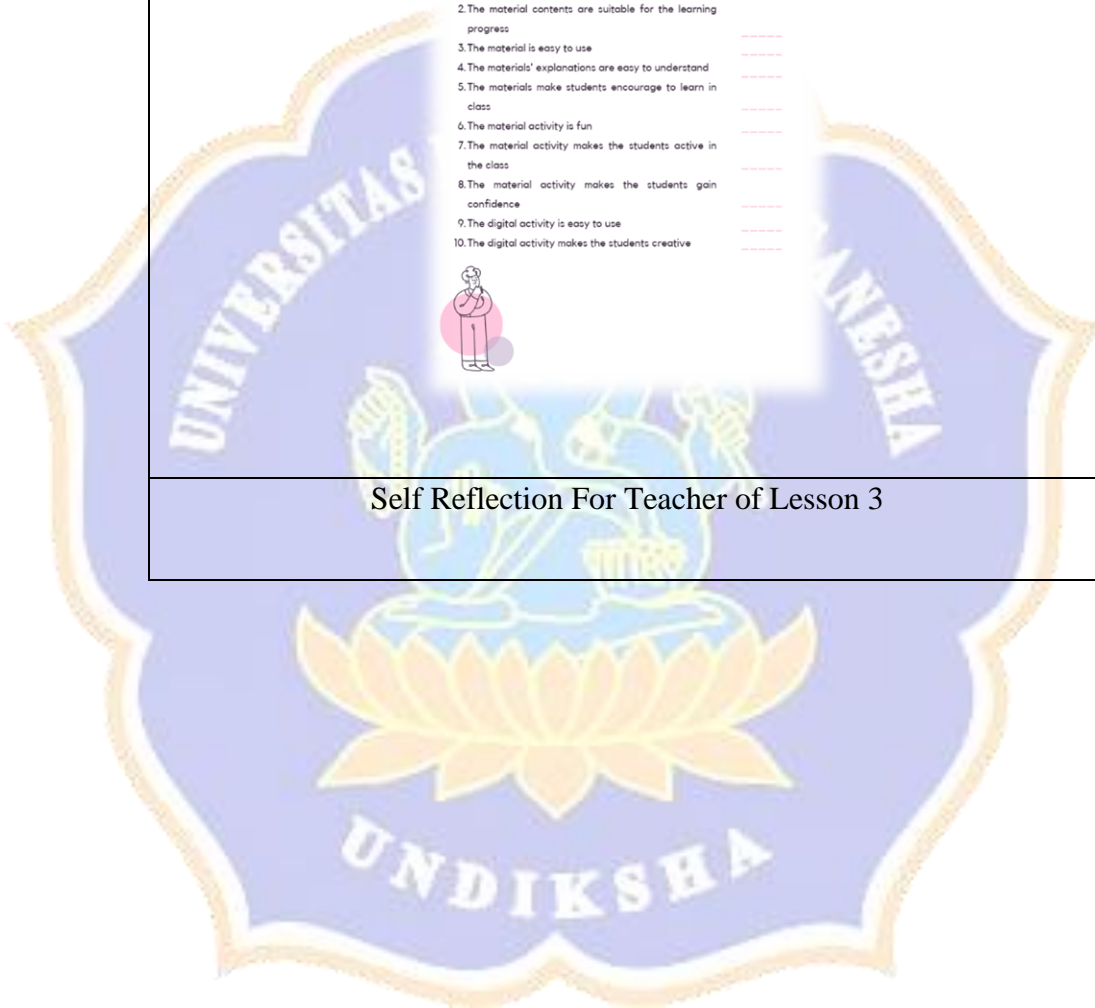 2. The material contents are suitable for the learning
progress
3. The material is easy to use
4. The materials' explanations are easy to understand
5. The materials make students encourage to learn in
class
6. The material activity is fun
7. The material activity makes the students active in
the class
8. The material activity makes the students gain
confidence
9. The digital activity is easy to use
10. The digital activity makes the students creative
UNIVERSITAS
ANESHA
Self Reflection For Teacher of Lesson 3
UNDIKSHA